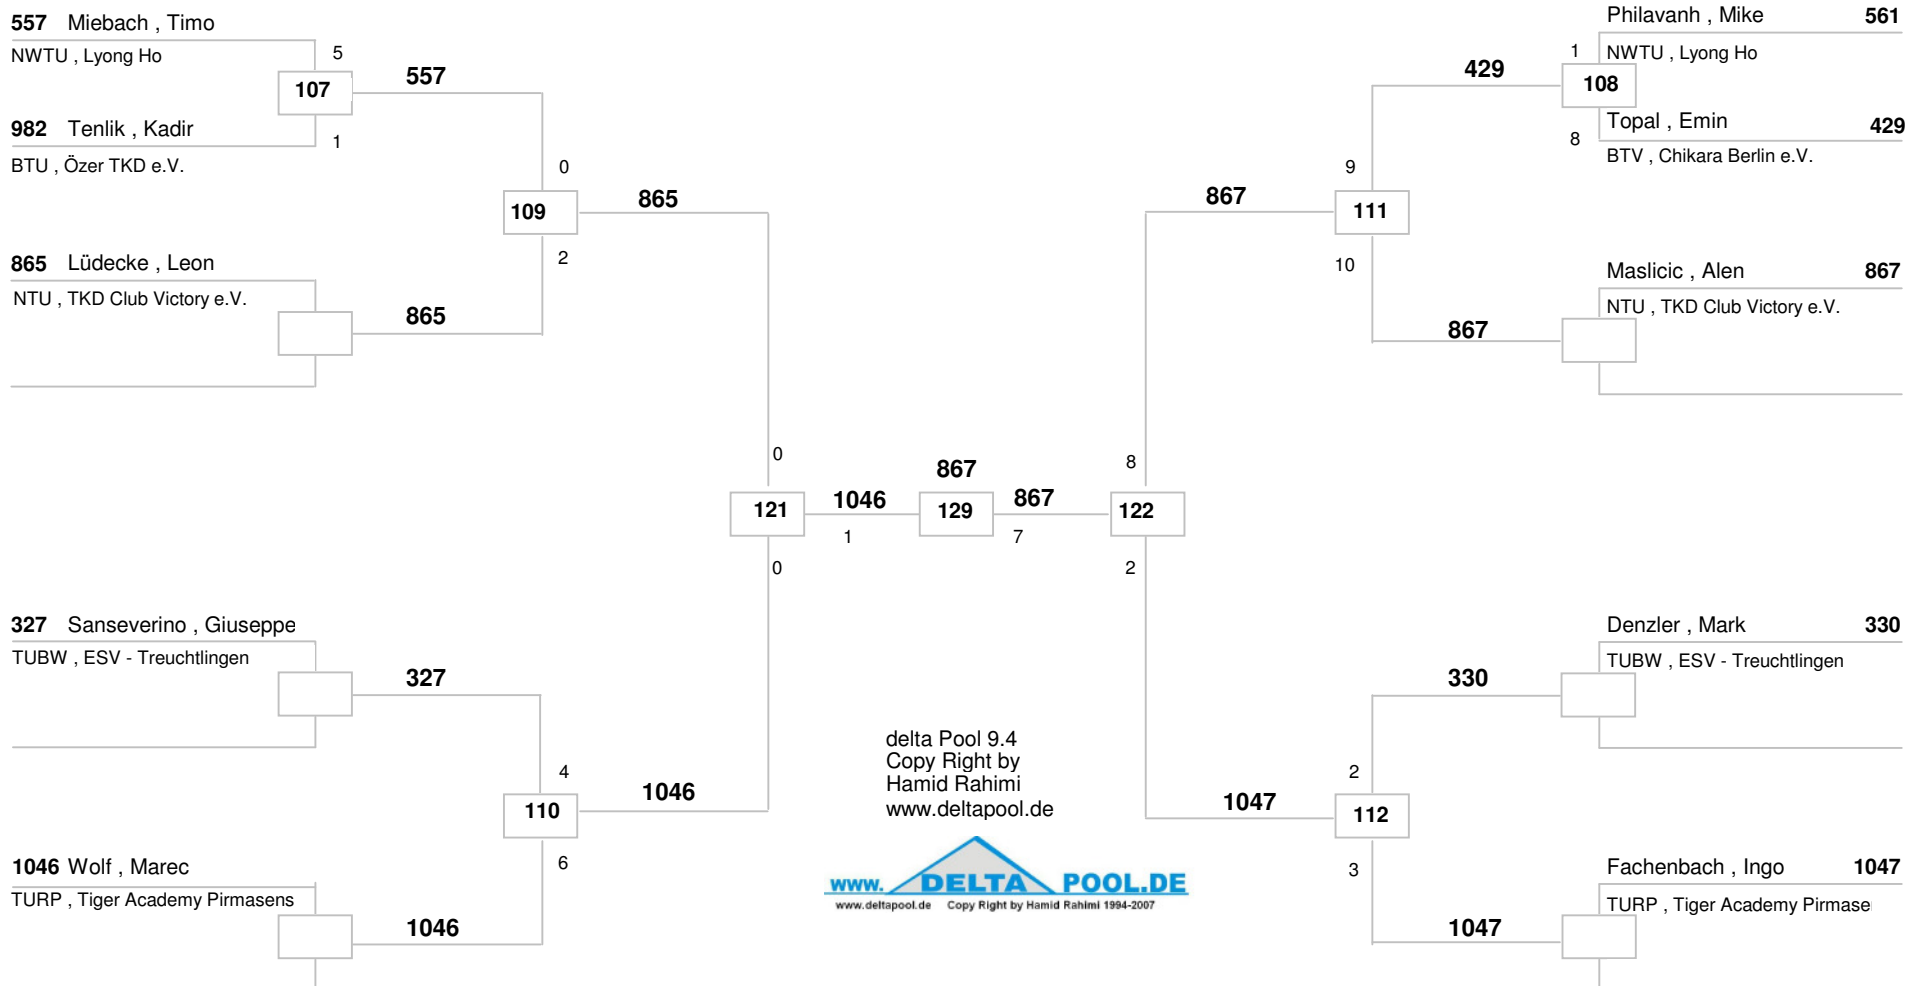 557 Miebach , Timo
NWTU , Lyong Ho
5
107
557
982 Tenlik , Kadir
1
BTU , Özer TKD e.V.
0
109
865
2
865 Lüdecke , Leon
NTU , TKD Club Victory e.V.
865
0
121
1046
1
0
327 Sanseverino , Giuseppe
TUBW , ESV - Treuchtlingen
327
4
110
1046
6
1046 Wolf , Marec
TURP , Tiger Academy Pirmasens
1046
867
129
867
7
Philavanh , Mike 561
1
NWTU , Lyong Ho
429
108
Topal , Emin 429
8
BTV , Chikara Berlin e.V.
9
867
111
10
Maslicic , Alen 867
NTU , TKD Club Victory e.V.
867
8
122
2
Denzler , Mark 330
TUBW , ESV - Treuchtlingen
330
2
1047
112
3
Fachenbach , Ingo 1047
TURP , Tiger Academy Pirmase
1047
delta Pool 9.4
Copy Right by
Hamid Rahimi
www.deltapool.de
www. DELTA POOL.DE
www.deltapool.de Copy Right by Hamid Rahimi 1994-2007